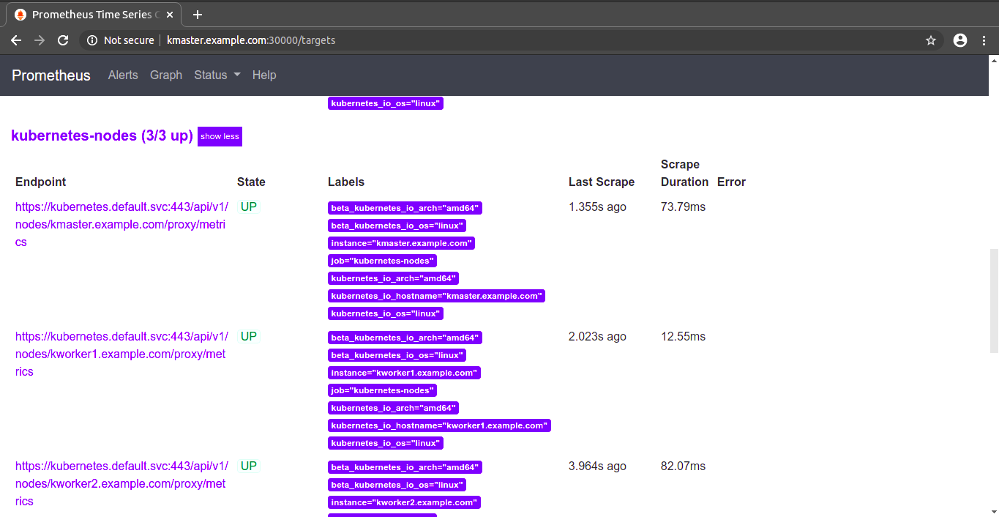 Prometheus Time Series C
Not secure kmaster.example.com:30000/targets
Prometheus Alerts Graph Status Help
kubernetes_io_os="linux"
kubernetes-nodes (3/3 up) show less
Endpoint State Labels Last Scrape Scrape Duration Error
https://kubernetes.default.svc:443/api/v1/
nodes/kmaster.example.com/proxy/metri
cs
UP
beta_kubernetes_io_arch="amd64"
beta_kubernetes_io_os="linux"
instance="kmaster.example.com"
job="kubernetes-nodes"
kubernetes_io_arch="amd64"
kubernetes_io_hostname="kmaster.example.com"
kubernetes_io_os="linux"
1.355s ago
73.79ms
https://kubernetes.default.svc:443/api/v1/
nodes/kworker1.example.com/proxy/met
rics
UP
beta_kubernetes_io_arch="amd64"
beta_kubernetes_io_os="linux"
instance="kworker1.example.com"
job="kubernetes-nodes"
kubernetes_io_arch="amd64"
kubernetes_io_hostname="kworker1.example.com"
kubernetes_io_os="linux"
2.023s ago
12.55ms
https://kubernetes.default.svc:443/api/v1/
nodes/kworker2.example.com/proxy/met
rics
UP
beta_kubernetes_io_arch="amd64"
beta_kubernetes_io_os="linux"
instance="kworker2.example.com"
3.964s ago
82.07ms